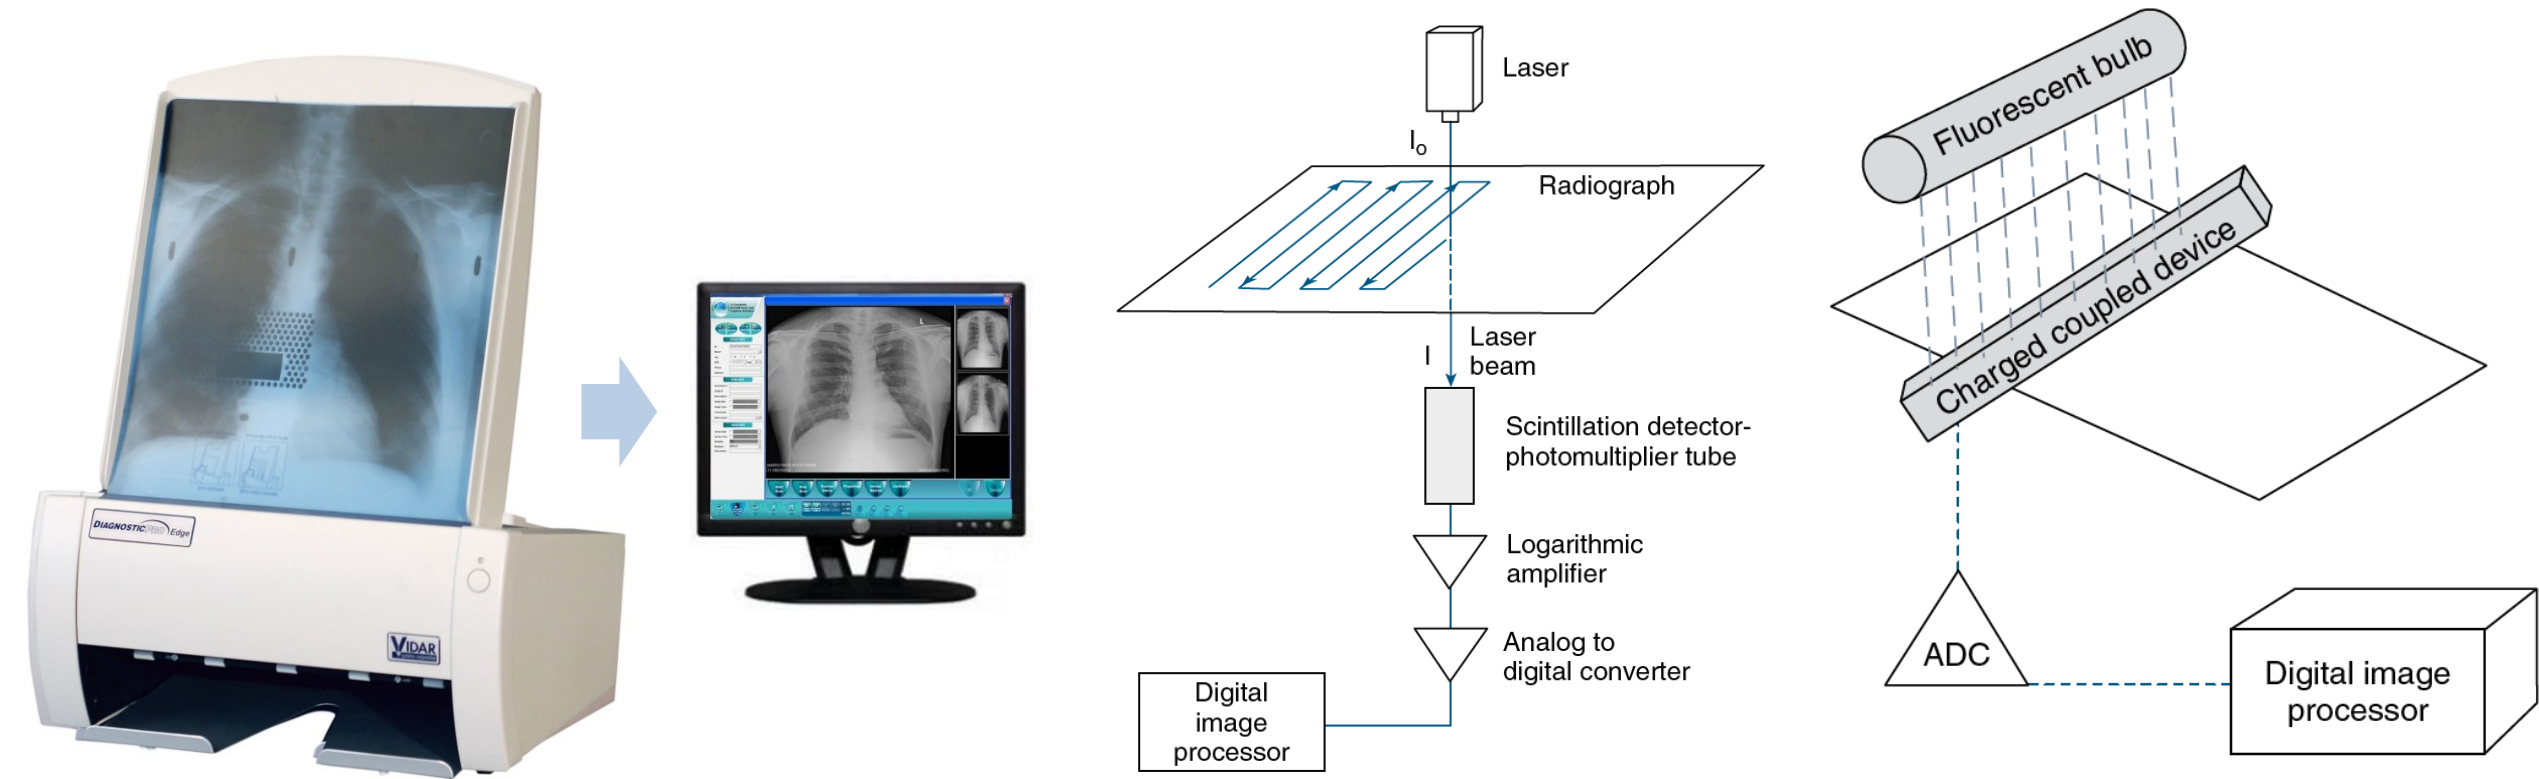 DIAGNOSTICPRO Edge
VIDAR
L
Laser
I₀
Radiograph
Laser
beam
I
Scintillation detector-
photomultiplier tube
Logarithmic
amplifier
Analog to
digital converter
Digital
image
processor
Fluorescent bulb
Charged coupled device
ADC
Digital image
processor